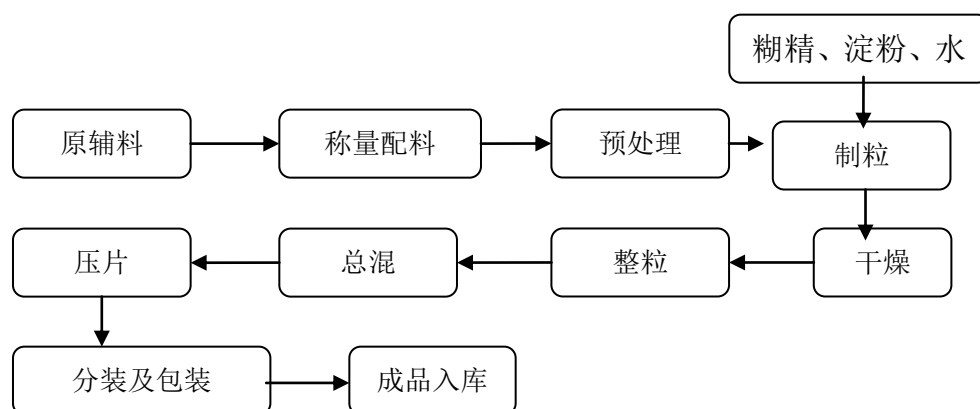 糊精、淀粉、水
原辅料
称量配料
预处理
制粒
干燥
整粒
总混
压片
分装及包装
成品入库